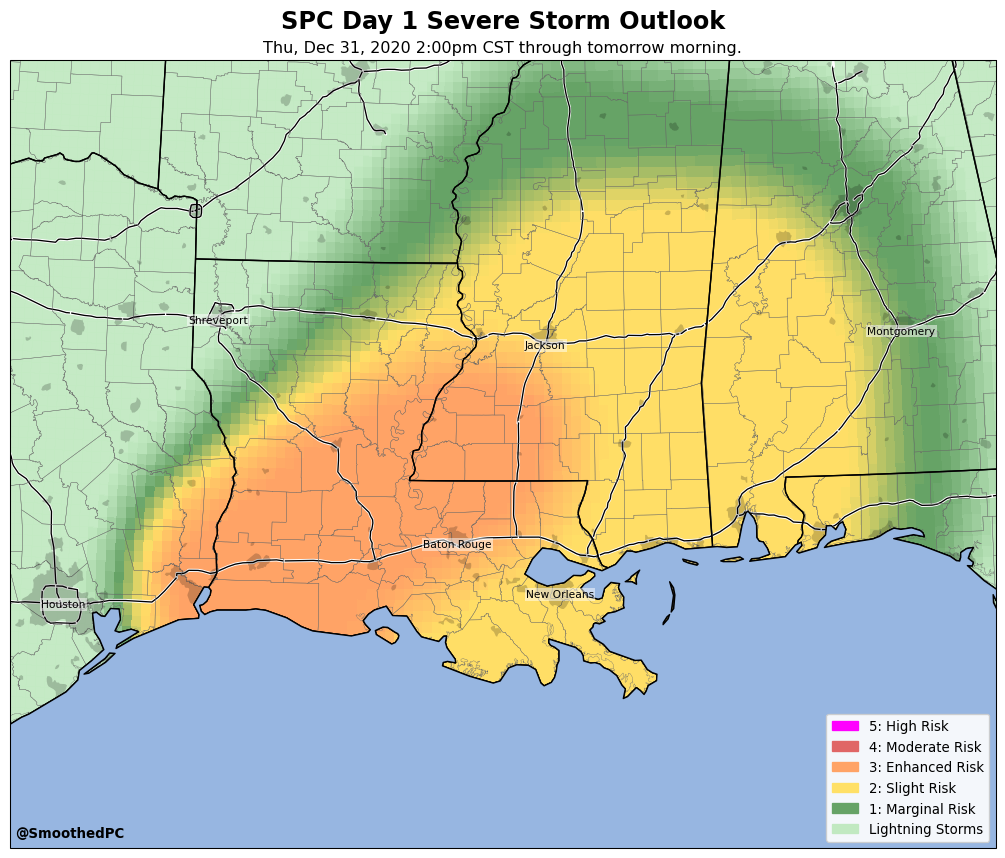 SPC Day 1 Severe Storm Outlook
Thu, Dec 31, 2020 2:00pm CST through tomorrow morning.
Shreveport
Jackson
Montgomery
Baton Rouge
New Orleans
Houston
5: High Risk
4: Moderate Risk
3: Enhanced Risk
2: Slight Risk
1: Marginal Risk
Lightning Storms
@SmoothedPC